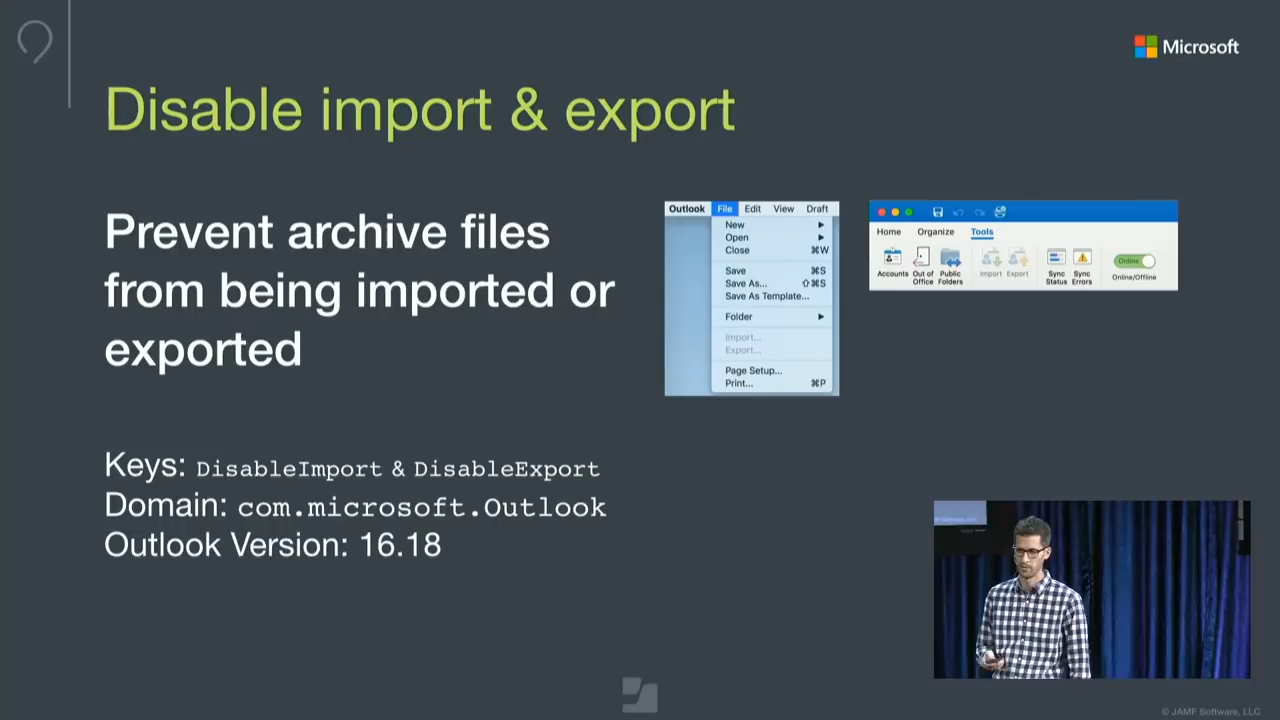 Microsoft
Disable import & export
Prevent archive files
from being imported or
exported
Keys: DisableImport & DisableExport
Domain: com.microsoft.Outlook
Outlook Version: 16.18
Outlook File Edit View Draft
New
Open
Close ⌘W
Save ⌘S
Save As... ⇧⌘S
Save As Template...
Folder
Import...
Export...
Page Setup...
Print... ⌘P
Home Organize Tools
Accounts Out of Office Public Folders Import Export Sync Status Sync Errors Online Online/Offline
© JAMF Software, LLC